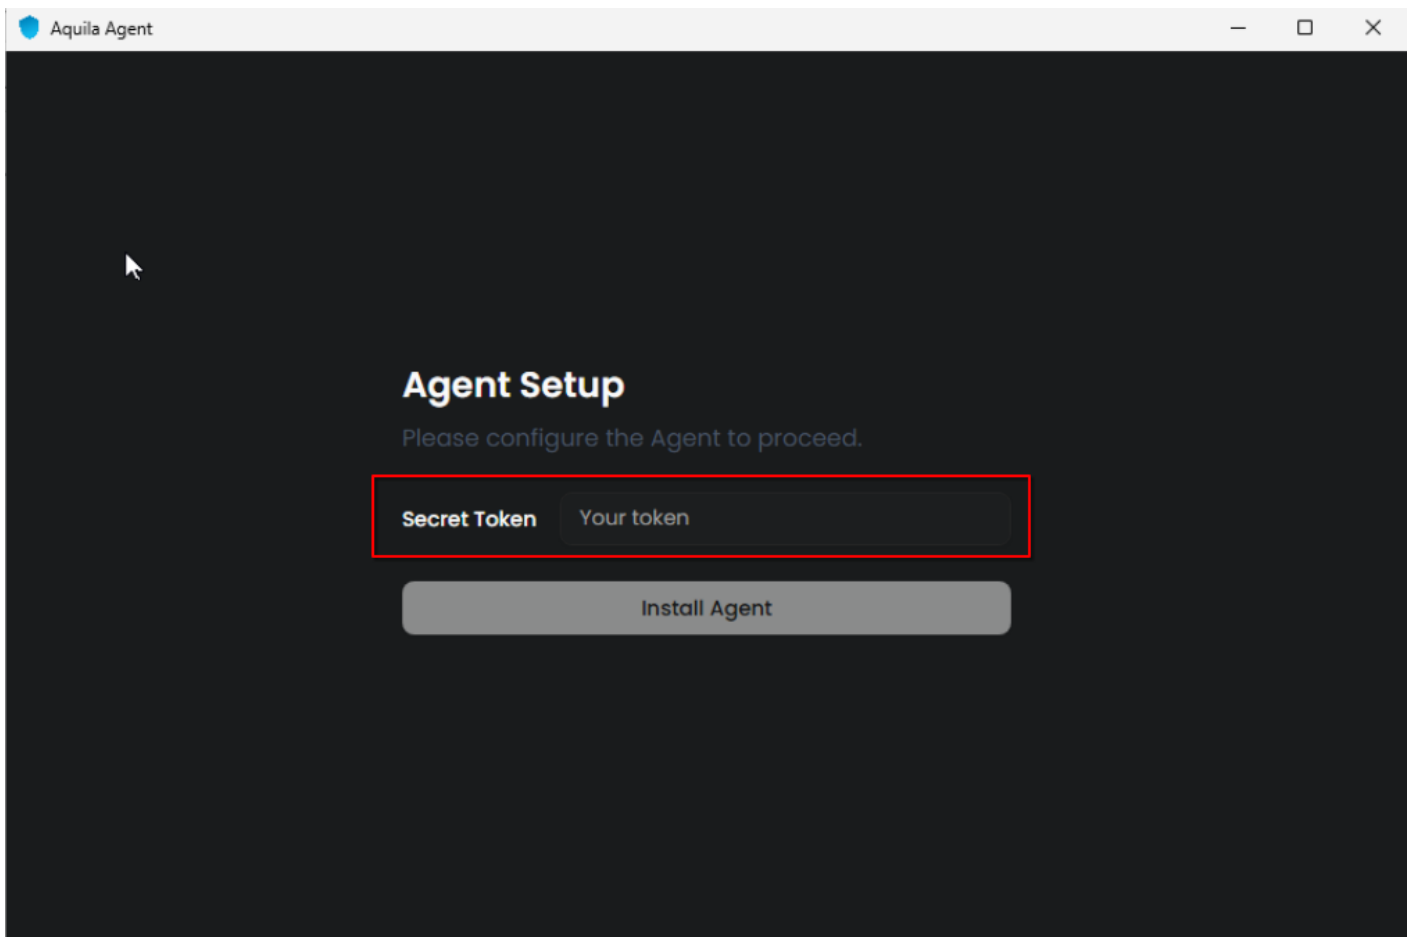 Aquila Agent
Agent Setup
Please configure the Agent to proceed.
Secret Token
Your token
Install Agent